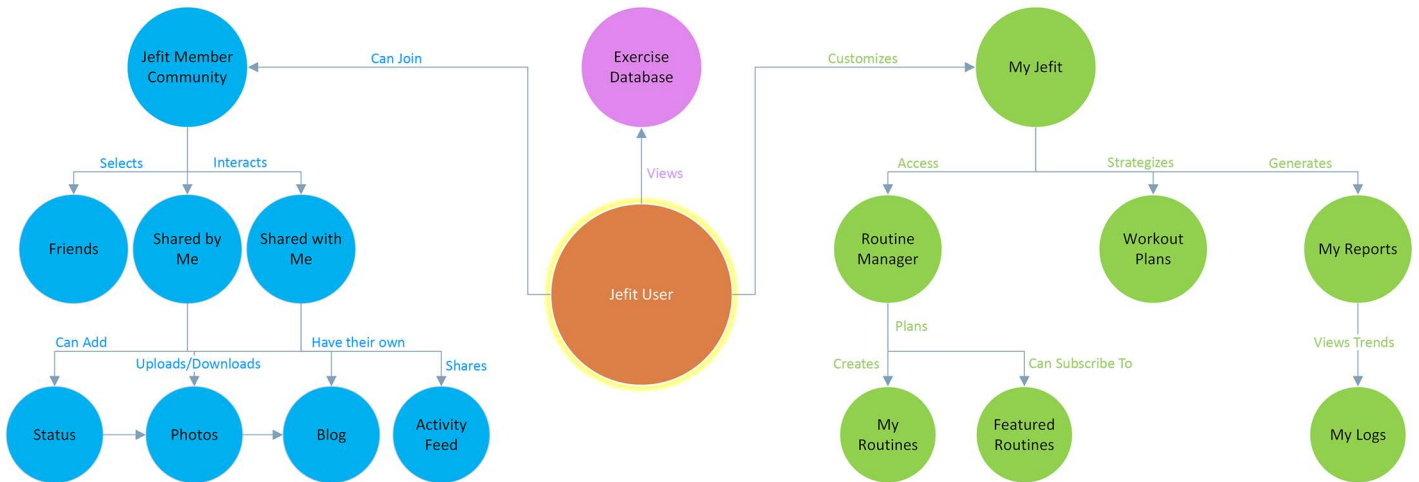 Jefit Member
Community
Can Join
Exercise
Database
Customizes
My Jefit
Selects
Interacts
Views
Access
Strategizes
Generates
Friends
Shared by
Me
Shared with
Me
Jefit User
Routine
Manager
Workout
Plans
My Reports
Can Add
Uploads/Downloads
Have their own
Shares
Plans
Creates
Can Subscribe To
Views Trends
Status
Photos
Blog
Activity
Feed
My
Routines
Featured
Routines
My Logs